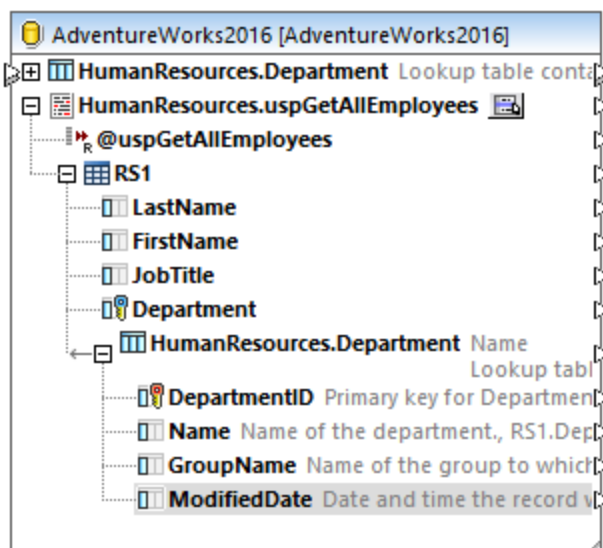 AdventureWorks2016 [AdventureWorks2016]
HumanResources.Department Lookup table conta
HumanResources.uspGetAllEmployees
R @uspGetAllEmployees
RS1
LastName
FirstName
JobTitle
Department
HumanResources.Department Name
Lookup tabl
DepartmentID Primary key for Departmen
Name Name of the department., RS1.Dep
GroupName Name of the group to which
ModifiedDate Date and time the record